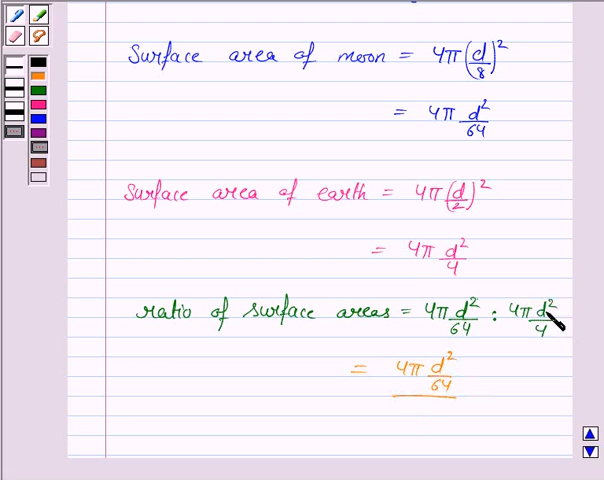 Surface area of moon = 4π(d/8)²
= 4π d²/64
Surface area of earth = 4π(d/2)²
= 4π d²/4
ratio of surface areas = 4π d²/64 : 4π d²/4
= 4π d²/64